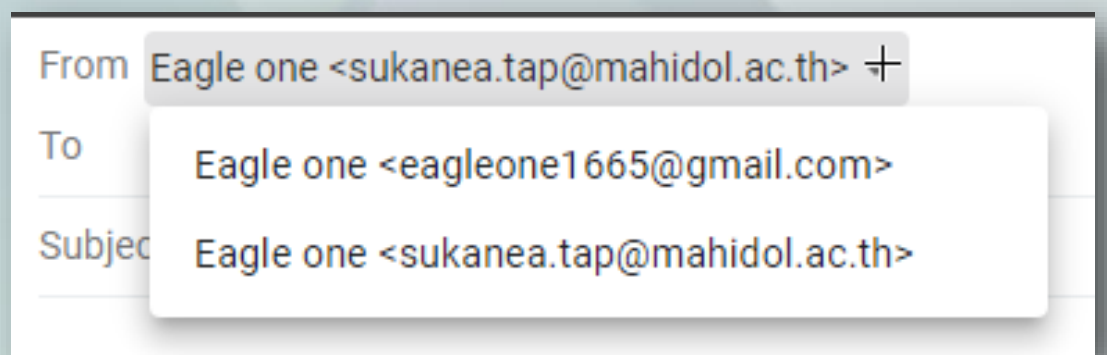 From Eagle one <sukanea.tap@mahidol.ac.th>
To
Eagle one <eagleone1665@gmail.com>
Subjec
Eagle one <sukanea.tap@mahidol.ac.th>